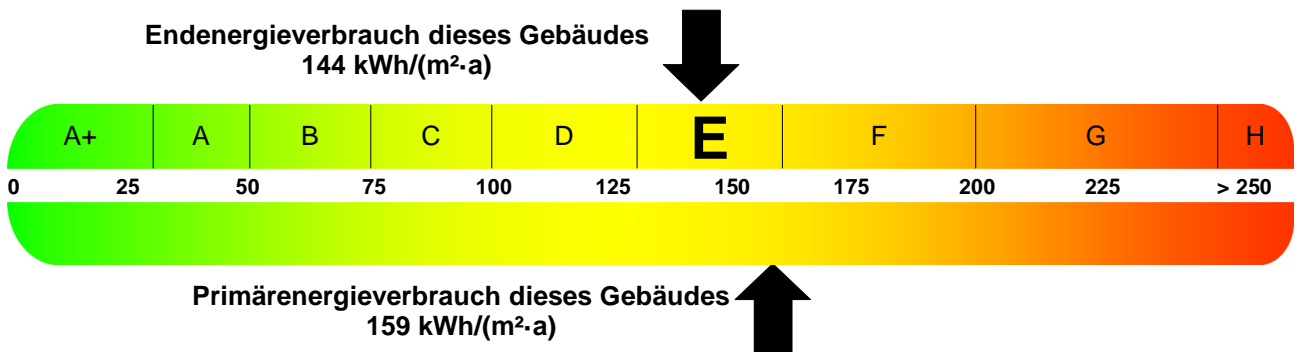 Endenergieverbrauch dieses Gebäudes
144 kWh/(m²·a)
A+ A B C D E F G H
0 25 50 75 100 125 150 175 200 225 > 250
Primärenergieverbrauch dieses Gebäudes
159 kWh/(m²·a)